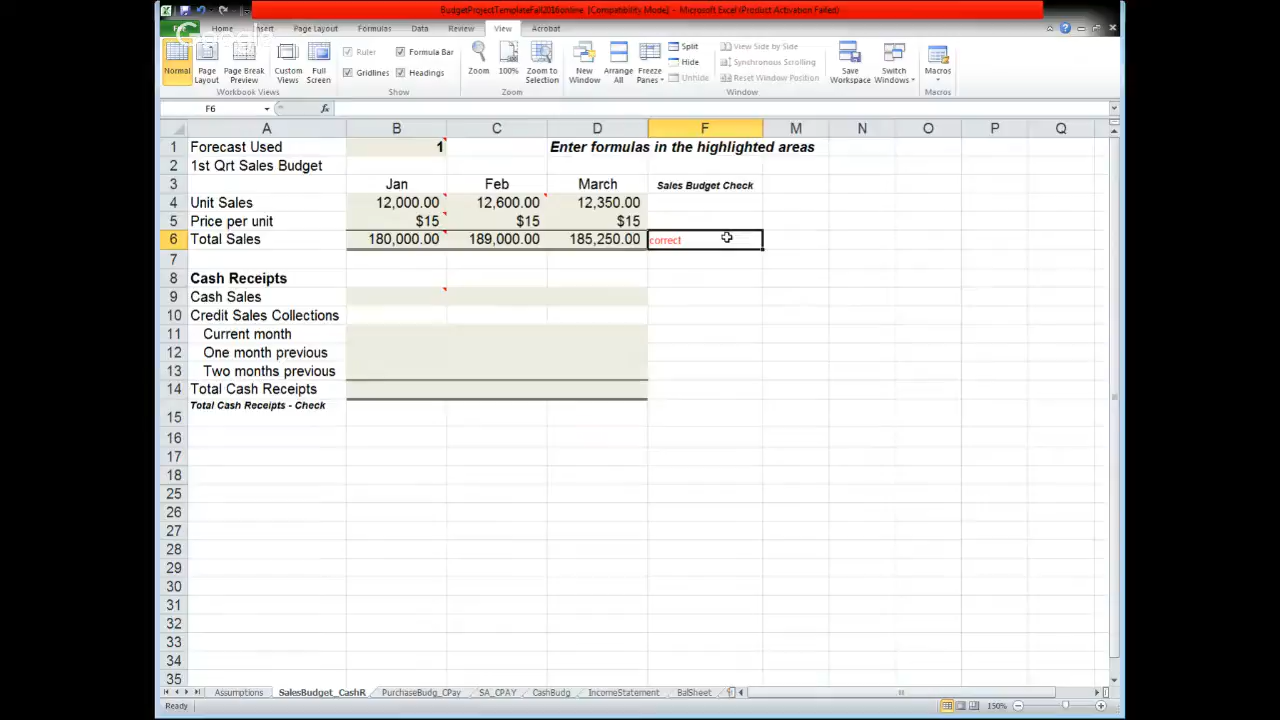 BudgetProjectTemplateFall2016online [Compatibility Mode] - Microsoft Excel (Product Activation Failed)
File Home Insert Page Layout Formulas Data Review View Acrobat
Normal
Page Layout
Page Break Preview
Custom Views
Full Screen
Workbook Views
Ruler Formula Bar
Gridlines Headings
Show
Zoom
100%
Zoom to Selection
Zoom
New Window
Arrange All
Freeze Panes
Split
Hide
Unhide
View Side by Side
Synchronous Scrolling
Reset Window Position
Window
Save Workspace
Switch Windows
Macros
Macros
F6 fx
A B C D F M N O P Q
1 Forecast Used 1 Enter formulas in the highlighted areas
2 1st Qrt Sales Budget
3 Jan Feb March Sales Budget Check
4 Unit Sales 12,000.00 12,600.00 12,350.00
5 Price per unit $15 $15 $15
6 Total Sales 180,000.00 189,000.00 185,250.00 correct
7
8 Cash Receipts
9 Cash Sales
10 Credit Sales Collections
11 Current month
12 One month previous
13 Two months previous
14 Total Cash Receipts
15 Total Cash Receipts - Check
16
17
18
25
26
27
28
29
30
31
32
33
34
35
Assumptions SalesBudget_CashR PurchaseBudg_CPay SA_CPAY CashBudg IncomeStatement BalSheet
Ready 150%